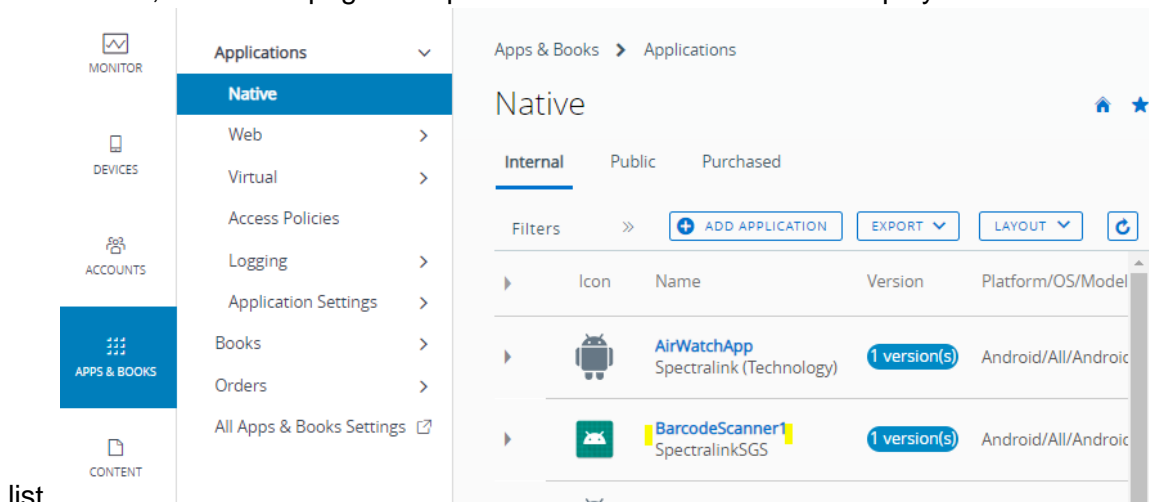 MONITOR
DEVICES
ACCOUNTS
APPS & BOOKS
CONTENT
Applications
Native
Web
Virtual
Access Policies
Logging
Application Settings
Books
Orders
All Apps & Books Settings
Apps & Books > Applications
Native
Internal Public Purchased
Filters » ADD APPLICATION EXPORT LAYOUT
Icon Name Version Platform/OS/Model
AirWatchApp
Spectralink (Technology) 1 version(s) Android/All/Android
BarcodeScanner1
SpectralinkSGS 1 version(s) Android/All/Android
list